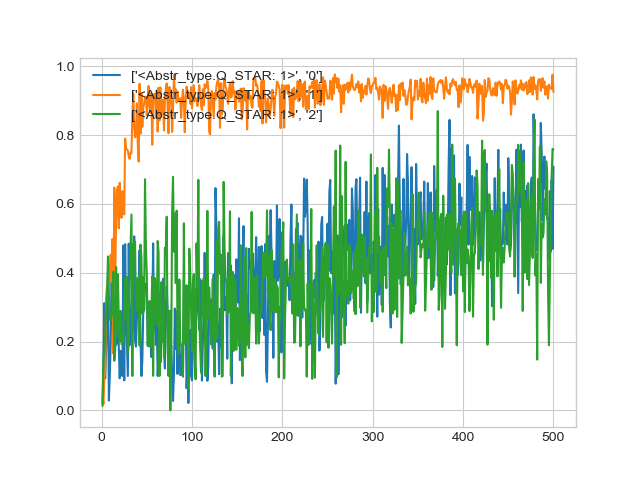 ['<Abstr_type.Q_STAR: 1>', '0']
['<Abstr_type.Q_STAR: 1>', '1']
['<Abstr_type.Q_STAR: 1>', '2']
1.0
0.8
0.6
0.4
0.2
0.0
0 100 200 300 400 500